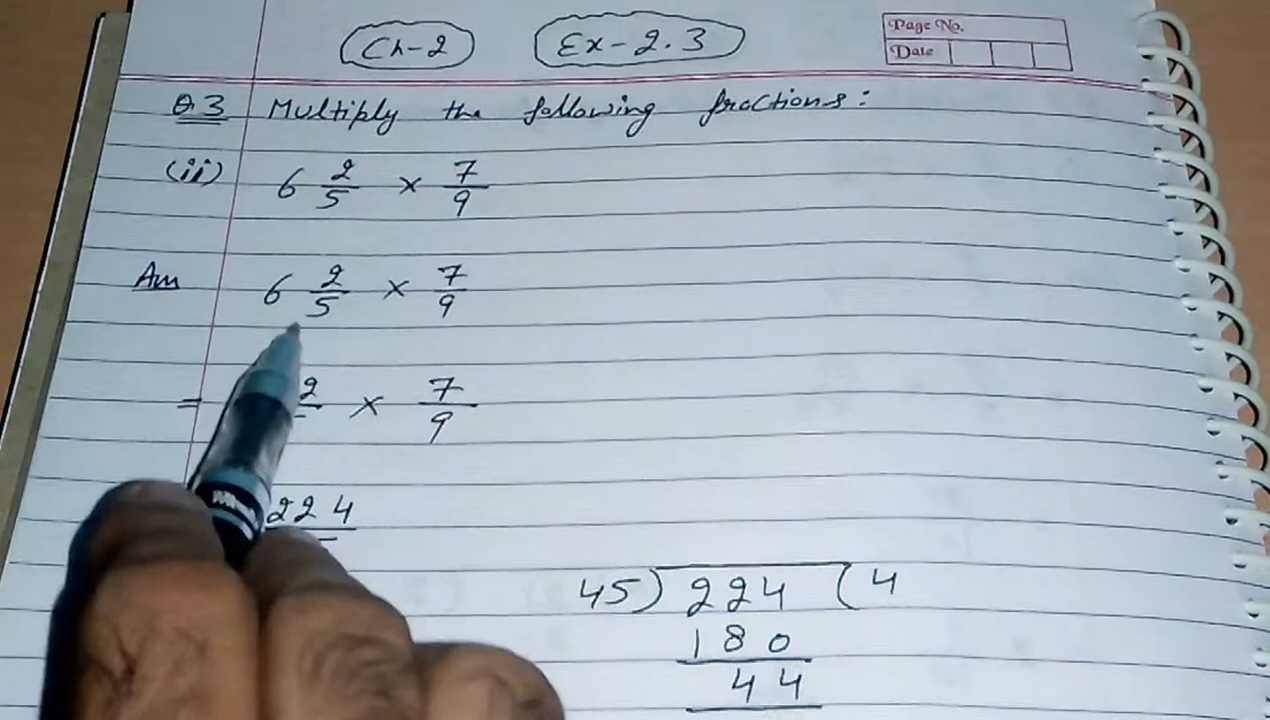 Ch-2 Ex-2.3 Page No.
Date
Q.3 Multiply the following fractions:
(ii) 6 2/5 × 7/9
Ans 6 2/5 × 7/9
= 2 × 7/9
224
45) 224 (4
180
44